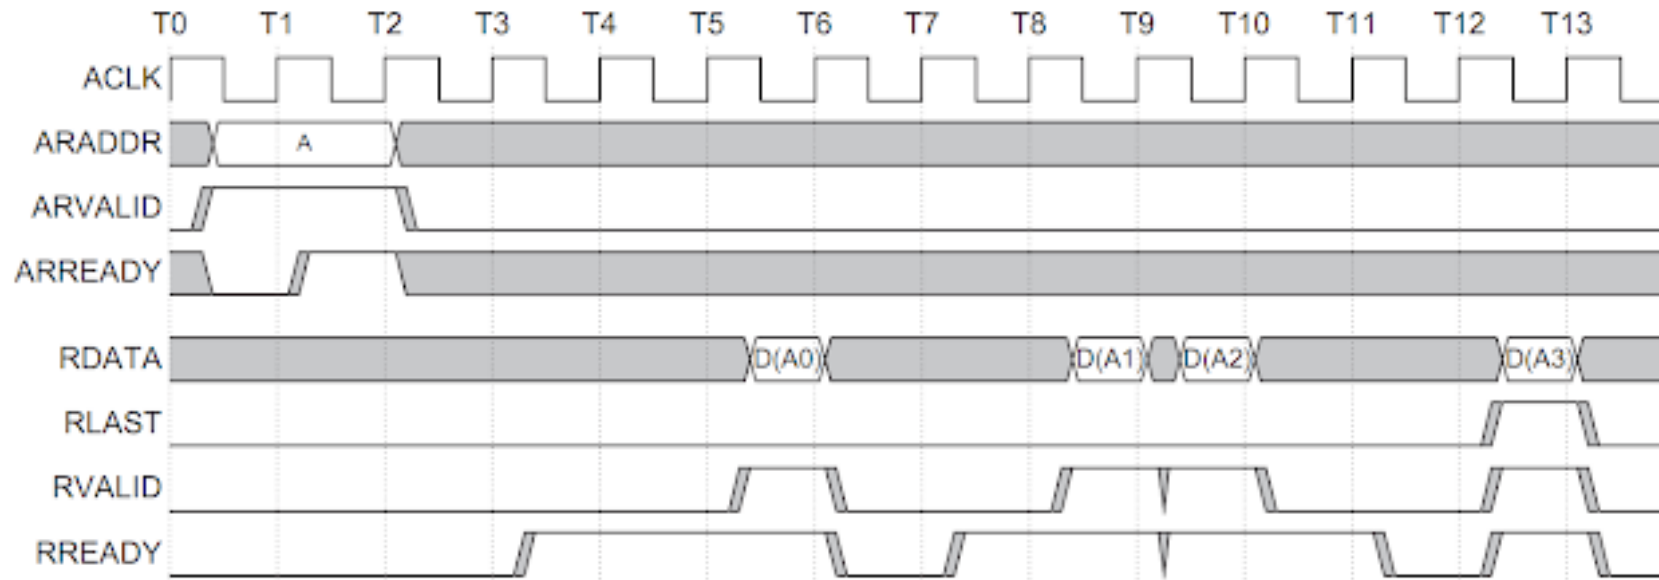 T0 T1 T2 T3 T4 T5 T6 T7 T8 T9 T10 T11 T12 T13
ACLK
ARADDR A
ARVALID
ARREADY
RDATA D(A0) D(A1) D(A2) D(A3)
RLAST
RVALID
RREADY